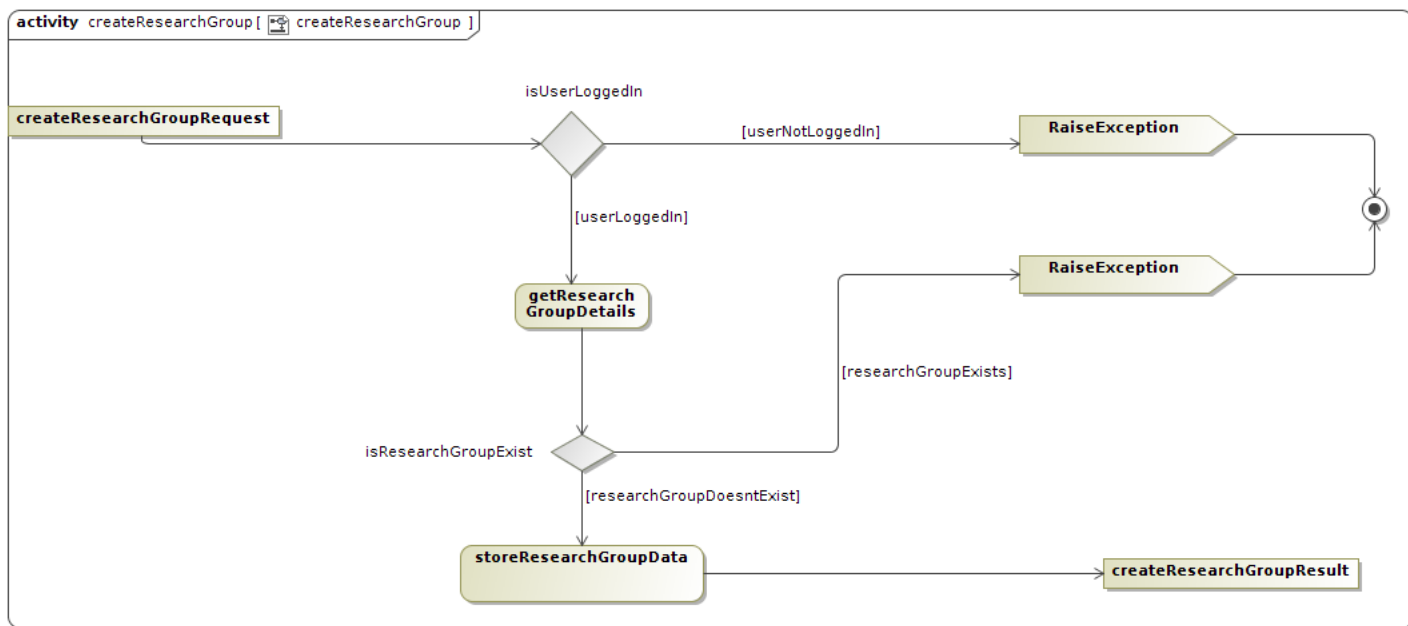 activity createResearchGroup [ createResearchGroup ]
isUserLoggedIn
createResearchGroupRequest
[userNotLoggedIn]
RaiseException
[userLoggedIn]
RaiseException
getResearch
GroupDetails
[researchGroupExists]
isResearchGroupExist
[researchGroupDoesntExist]
storeResearchGroupData
createResearchGroupResult